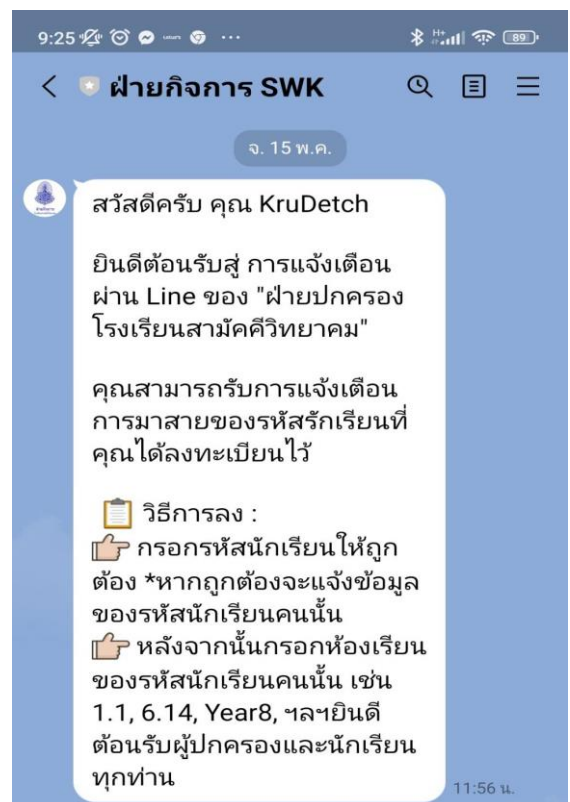 9:25
89
ฝ่ายกิจการ SWK
จ. 15 พ.ค.
สวัสดีครับ คุณ KruDetch
ยินดีต้อนรับสู่ การแจ้งเตือน
ผ่าน Line ของ "ฝ่ายปกครอง
โรงเรียนสามัคคีวิทยาคม"
คุณสามารถรับการแจ้งเตือน
การมาสายของรหัสรักเรียนที่
คุณได้ลงทะเบียนไว้
📋 วิธีการลง :
👉 กรอกรหัสนักเรียนให้ถูก
ต้อง *หากถูกต้องจะแจ้งข้อมูล
ของรหัสนักเรียนคนนั้น
👉 หลังจากนั้นกรอกห้องเรียน
ของรหัสนักเรียนคนนั้น เช่น
1.1, 6.14, Year8, ฯลฯยินดี
ต้อนรับผู้ปกครองและนักเรียน
ทุกท่าน
11:56 น.